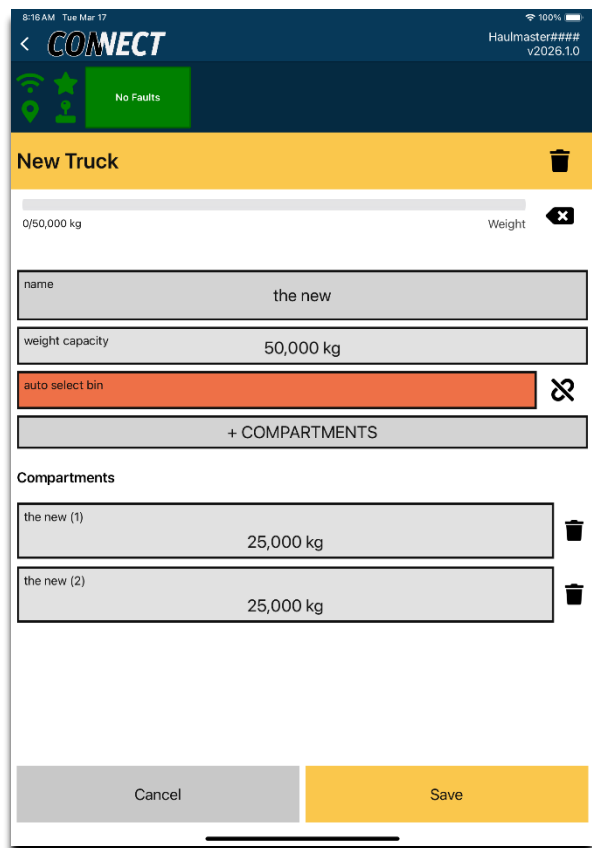 8:16 AM Tue Mar 17
100%
CONNECT
Haulmaster####
v2026.1.0
No Faults
New Truck
0/50,000 kg
Weight
name
the new
weight capacity
50,000 kg
auto select bin
+ COMPARTMENTS
Compartments
the new (1)
25,000 kg
the new (2)
25,000 kg
Cancel
Save